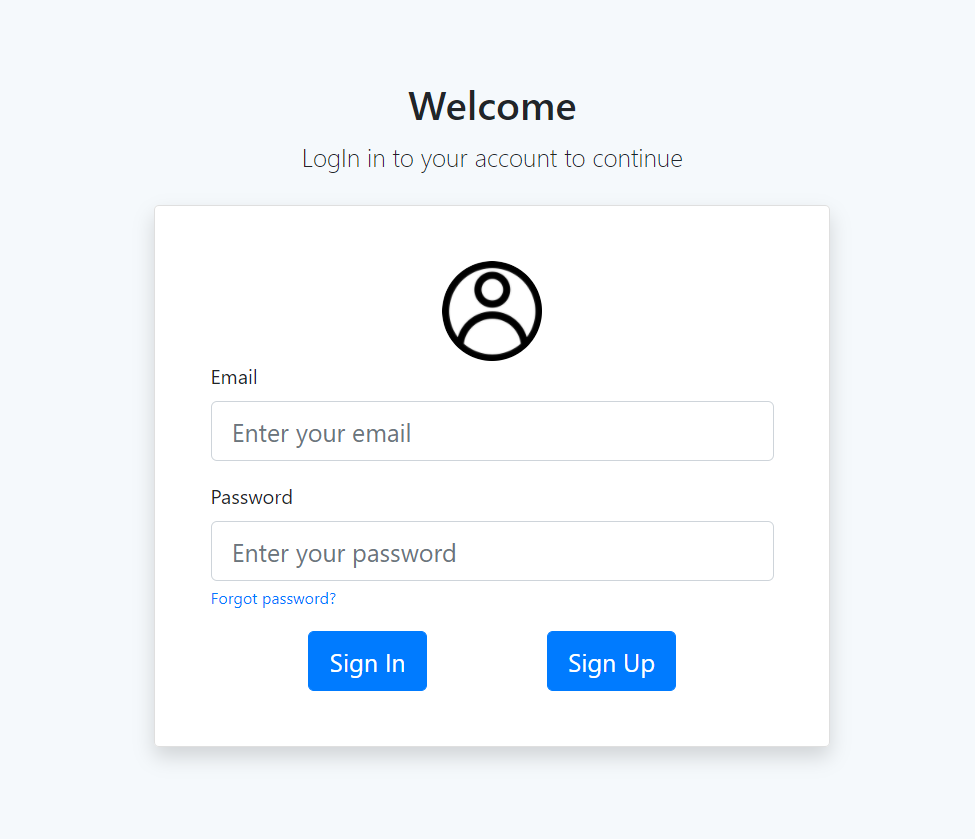 Welcome
LogIn in to your account to continue
Email
Enter your email
Password
Enter your password
Forgot password?
Sign In Sign Up